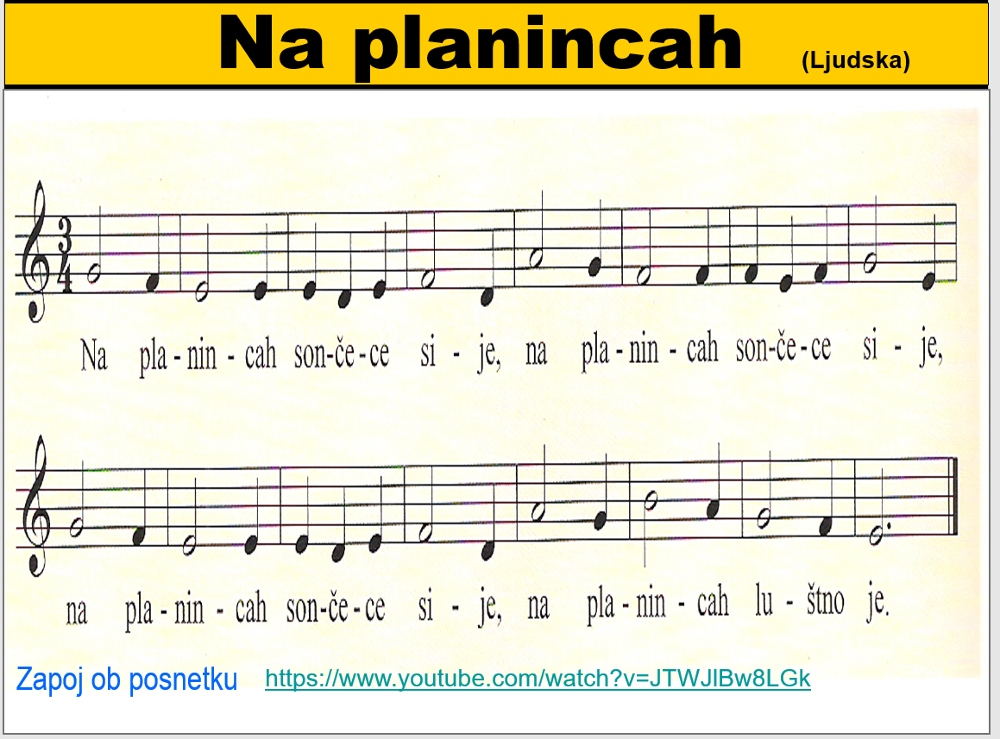 Na planincah (Ljudska)
3
4
Na pla - nin - cah son-če-ce si - je, na pla - nin - cah son-če-ce si - je,
na pla - nin - cah son-če-ce si - je, na pla - nin - cah lu - štno je.
Zapoj ob posnetku https://www.youtube.com/watch?v=JTWJlBw8LGk